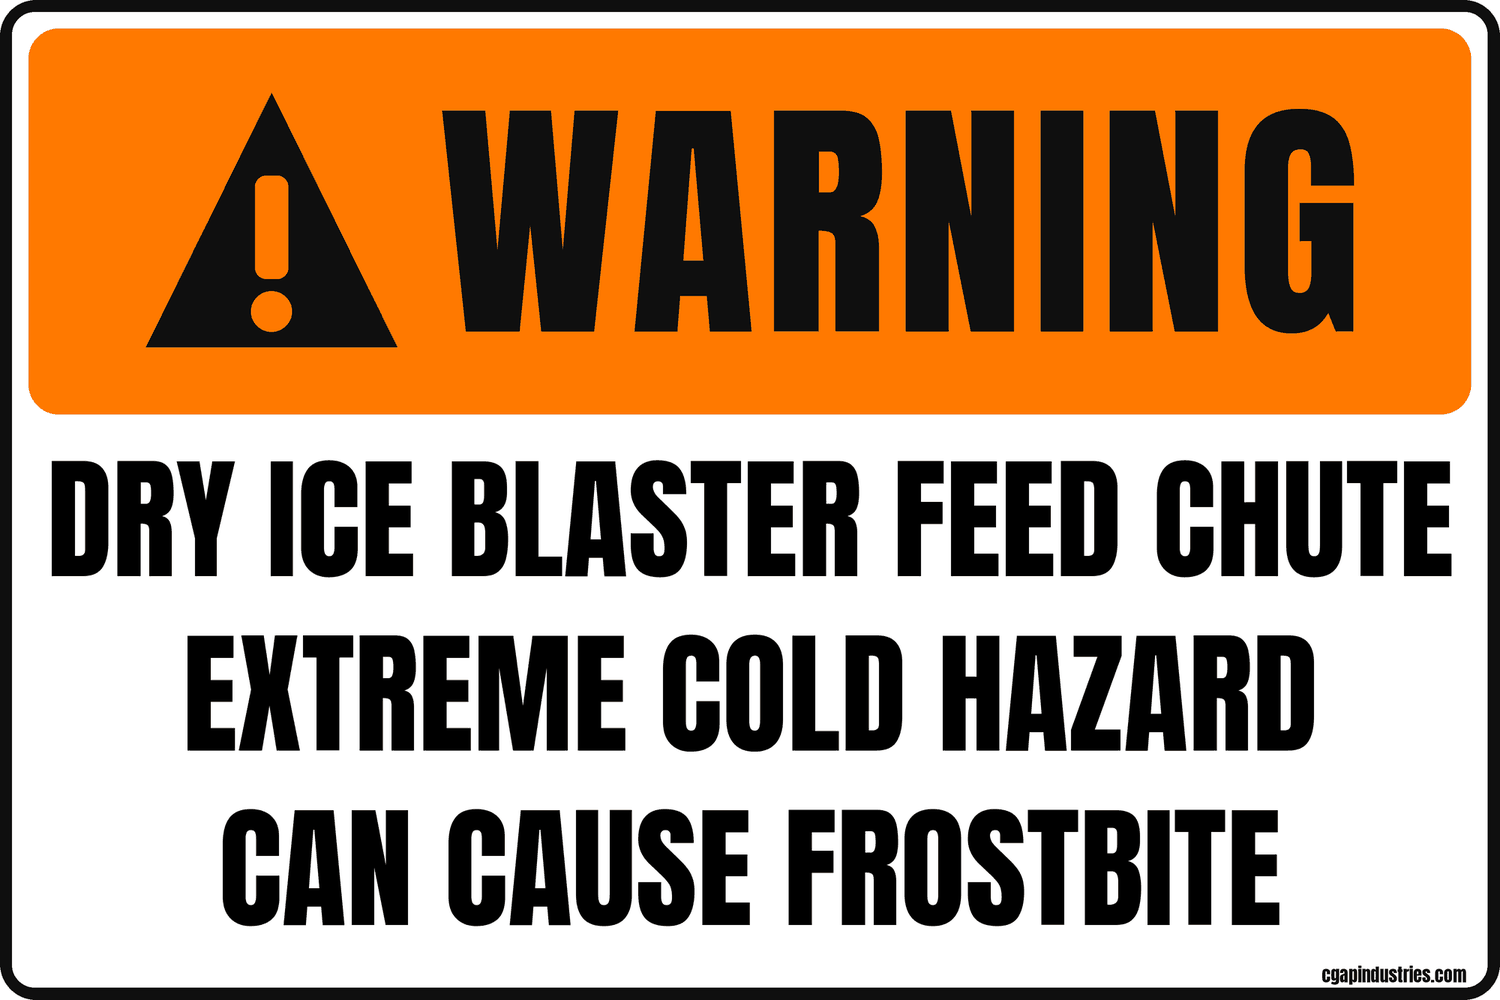 WARNING
DRY ICE BLASTER FEED CHUTE
EXTREME COLD HAZARD
CAN CAUSE FROSTBITE
cgapindustries.com